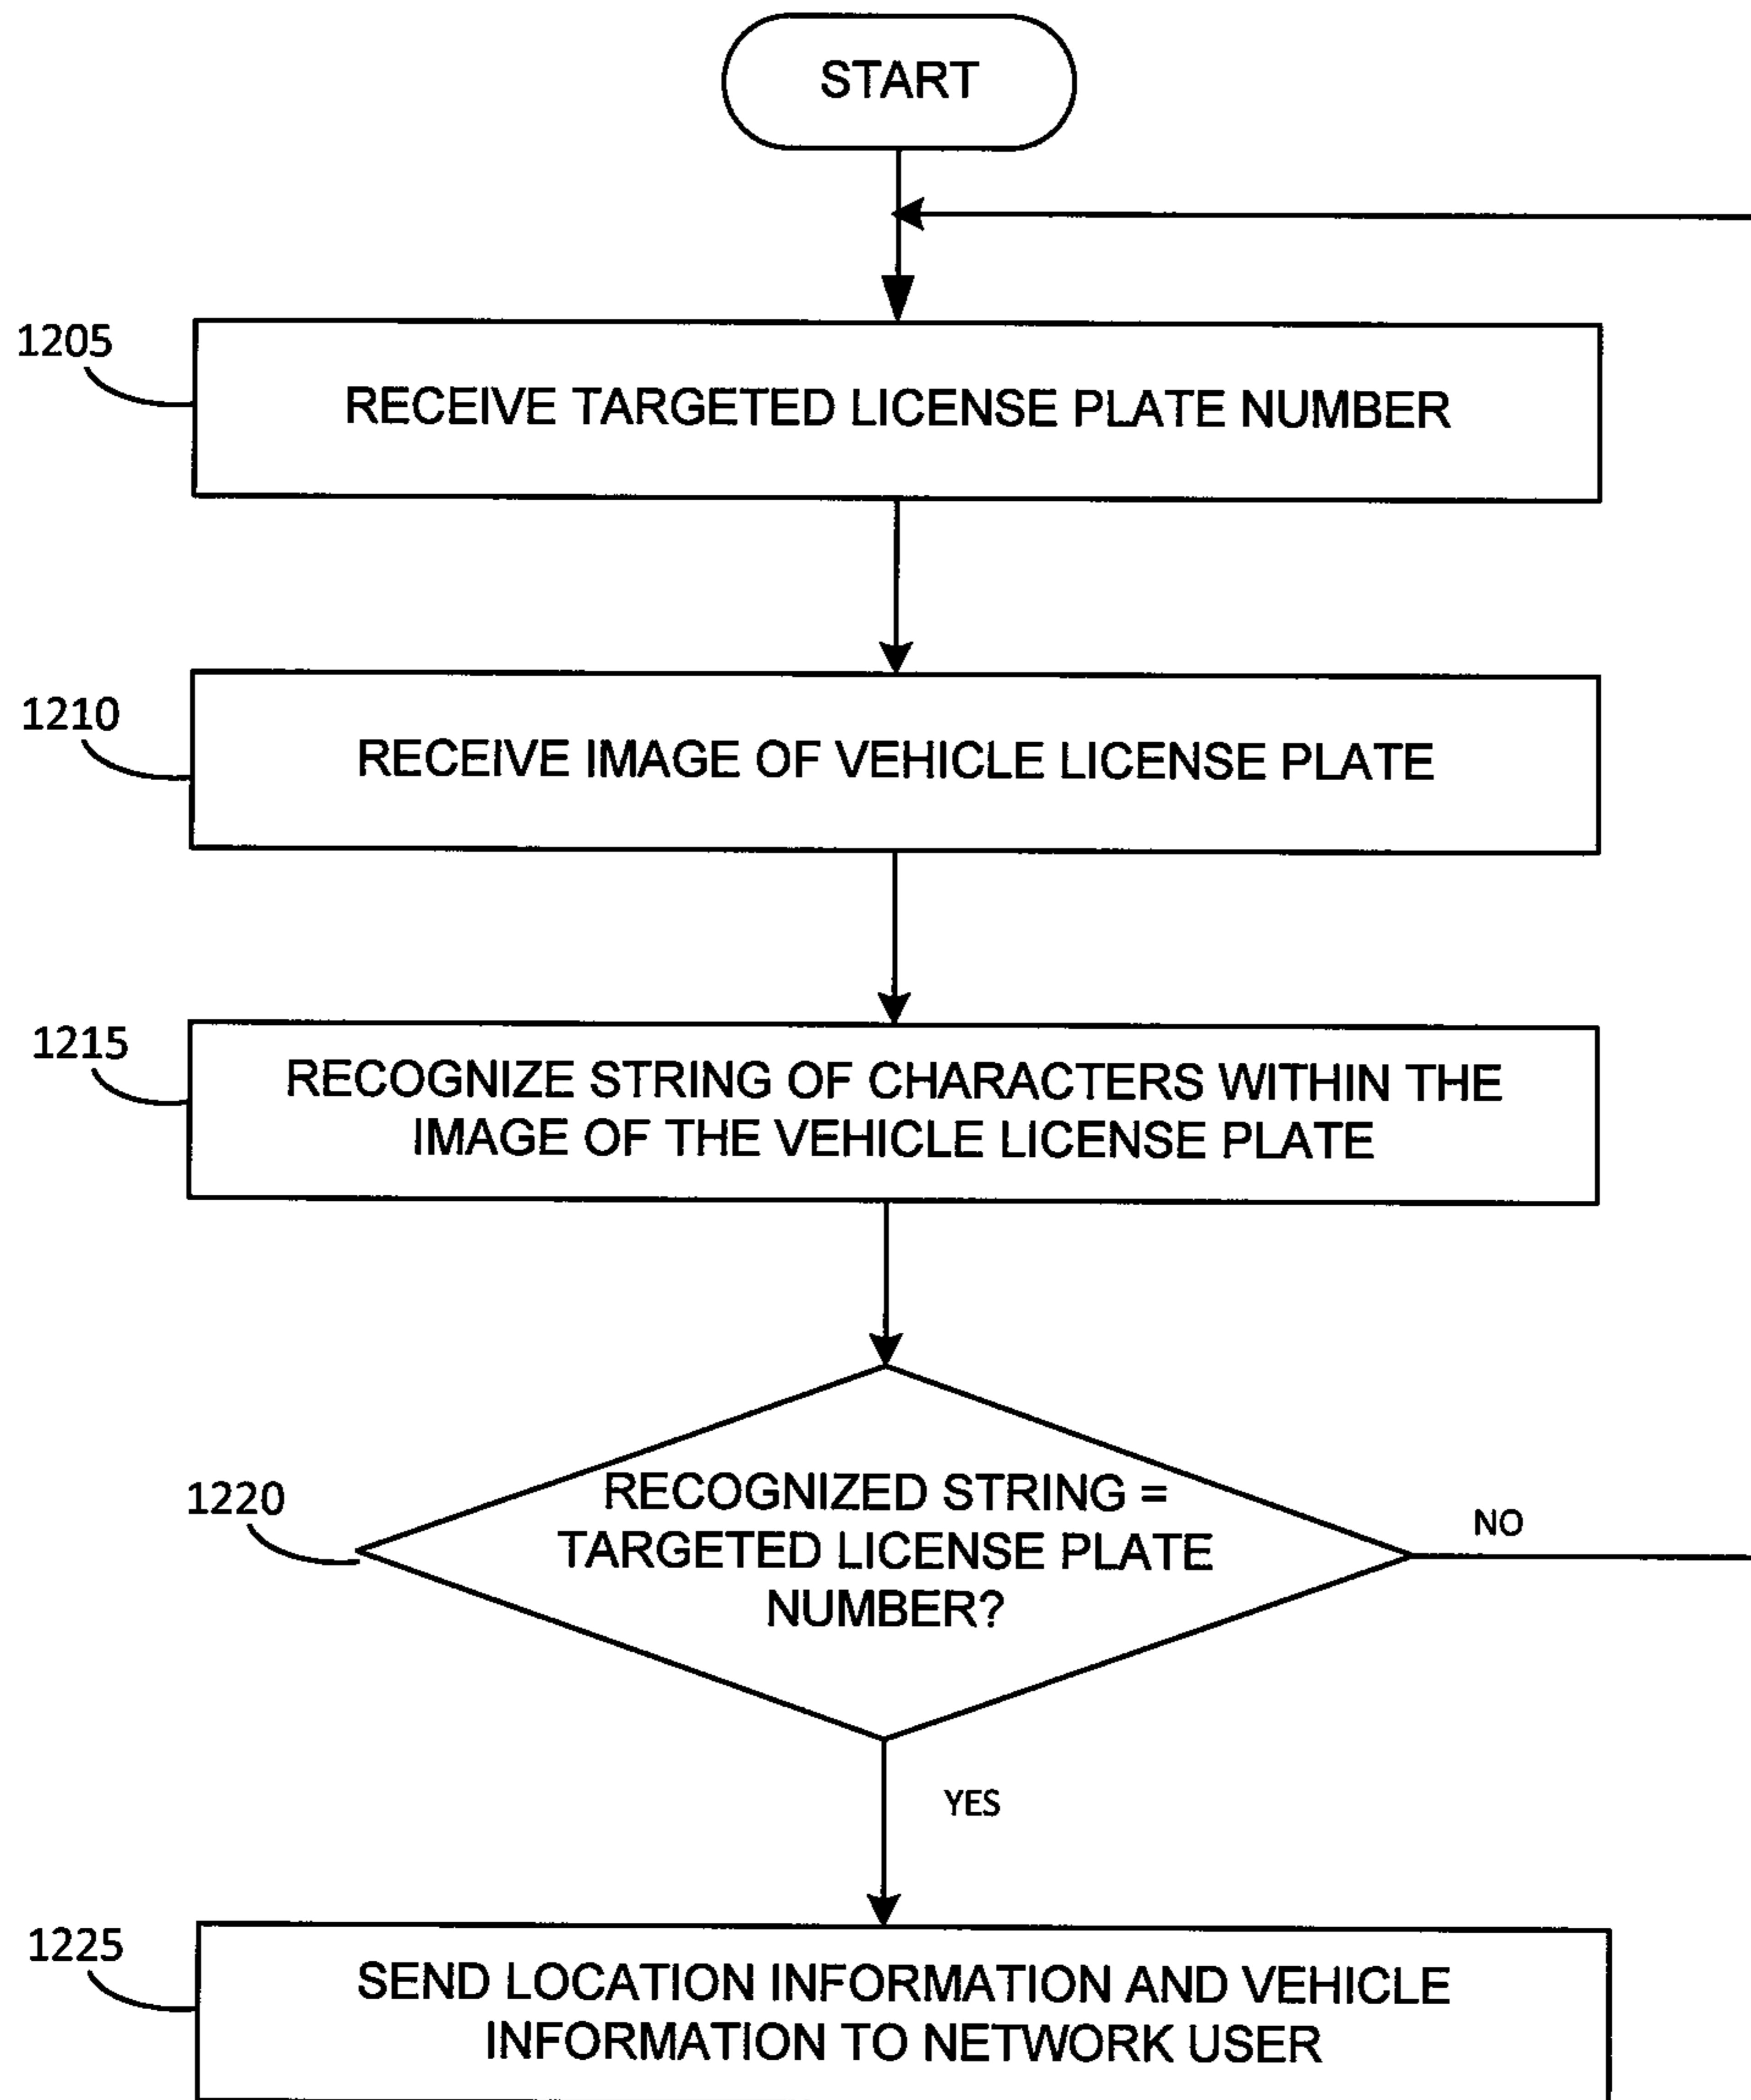 START
1205
RECEIVE TARGETED LICENSE PLATE NUMBER
1210
RECEIVE IMAGE OF VEHICLE LICENSE PLATE
1215
RECOGNIZE STRING OF CHARACTERS WITHIN THE
IMAGE OF THE VEHICLE LICENSE PLATE
1220
RECOGNIZED STRING =
TARGETED LICENSE PLATE
NUMBER?
NO
YES
1225
SEND LOCATION INFORMATION AND VEHICLE
INFORMATION TO NETWORK USER